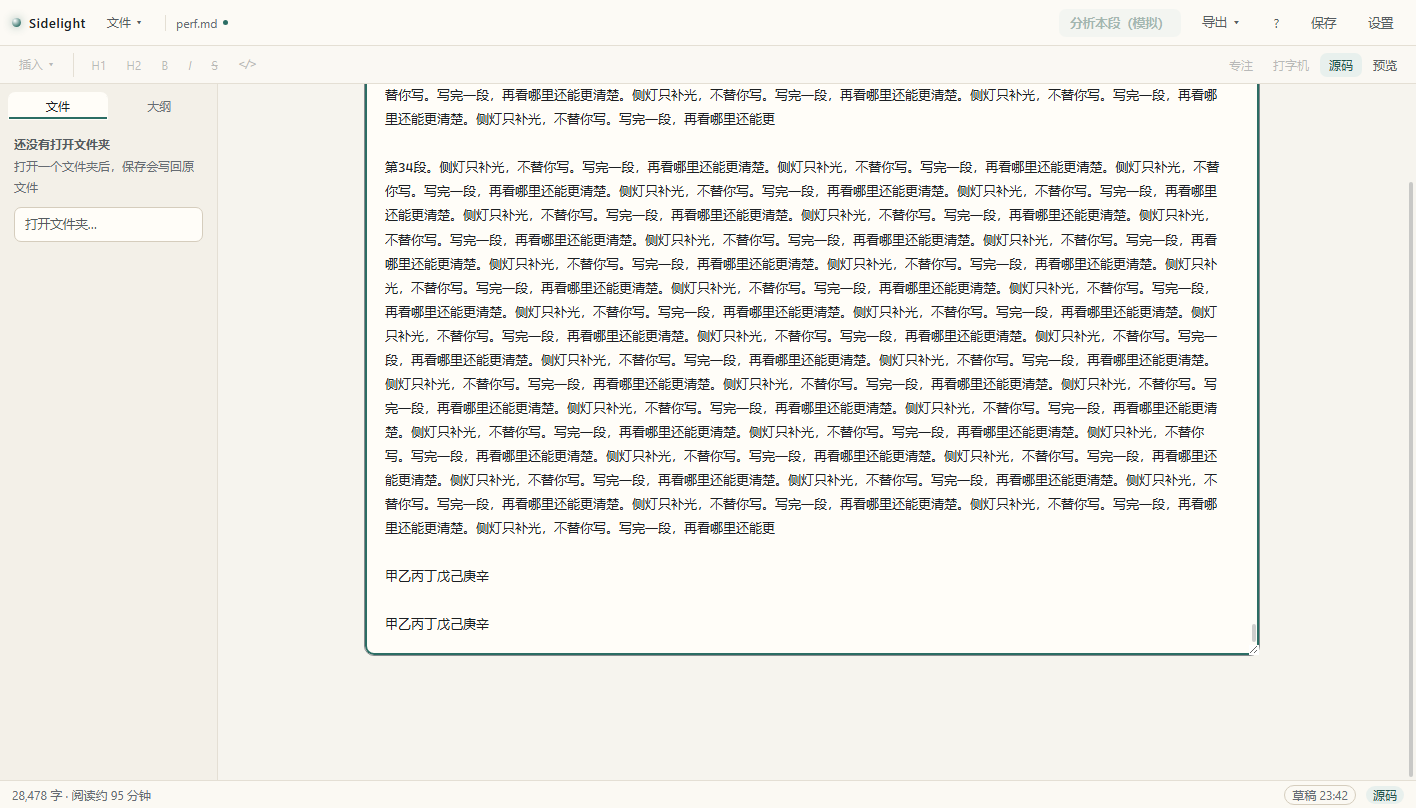 Sidelight 文件 ▾ perf.md ● 分析本段（模拟） 导出 ▾ ? 保存 设置
插入 ▾ H1 H2 B I S </> 专注 打字机 源码 预览
文件 大纲
还没有打开文件夹
打开一个文件夹后，保存会写回原
文件
打开文件夹...
替你写。写完一段，再看哪里还能更清楚。侧灯只补光，不替你写。写完一段，再看哪里还能更清楚。侧灯只补光，不替你写。写完一段，再看哪
里还能更清楚。侧灯只补光，不替你写。写完一段，再看哪里还能更
第34段。侧灯只补光，不替你写。写完一段，再看哪里还能更清楚。侧灯只补光，不替你写。写完一段，再看哪里还能更清楚。侧灯只补光，不替
你写。写完一段，再看哪里还能更清楚。侧灯只补光，不替你写。写完一段，再看哪里还能更清楚。侧灯只补光，不替你写。写完一段，再看哪里
还能更清楚。侧灯只补光，不替你写。写完一段，再看哪里还能更清楚。侧灯只补光，不替你写。写完一段，再看哪里还能更清楚。侧灯只补光，
不替你写。写完一段，再看哪里还能更清楚。侧灯只补光，不替你写。写完一段，再看哪里还能更清楚。侧灯只补光，不替你写。写完一段，再看
哪里还能更清楚。侧灯只补光，不替你写。写完一段，再看哪里还能更清楚。侧灯只补光，不替你写。写完一段，再看哪里还能更清楚。侧灯只补
光，不替你写。写完一段，再看哪里还能更清楚。侧灯只补光，不替你写。写完一段，再看哪里还能更清楚。侧灯只补光，不替你写。写完一段，
再看哪里还能更清楚。侧灯只补光，不替你写。写完一段，再看哪里还能更清楚。侧灯只补光，不替你写。写完一段，再看哪里还能更清楚。侧灯
只补光，不替你写。写完一段，再看哪里还能更清楚。侧灯只补光，不替你写。写完一段，再看哪里还能更清楚。侧灯只补光，不替你写。写完一
段，再看哪里还能更清楚。侧灯只补光，不替你写。写完一段，再看哪里还能更清楚。侧灯只补光，不替你写。写完一段，再看哪里还能更清楚。
侧灯只补光，不替你写。写完一段，再看哪里还能更清楚。侧灯只补光，不替你写。写完一段，再看哪里还能更清楚。侧灯只补光，不替你写。写
完一段，再看哪里还能更清楚。侧灯只补光，不替你写。写完一段，再看哪里还能更清楚。侧灯只补光，不替你写。写完一段，再看哪里还能更清
楚。侧灯只补光，不替你写。写完一段，再看哪里还能更清楚。侧灯只补光，不替你写。写完一段，再看哪里还能更清楚。侧灯只补光，不替你
写。写完一段，再看哪里还能更清楚。侧灯只补光，不替你写。写完一段，再看哪里还能更清楚。侧灯只补光，不替你写。写完一段，再看哪里还
能更清楚。侧灯只补光，不替你写。写完一段，再看哪里还能更清楚。侧灯只补光，不替你写。写完一段，再看哪里还能更清楚。侧灯只补光，不
替你写。写完一段，再看哪里还能更清楚。侧灯只补光，不替你写。写完一段，再看哪里还能更清楚。侧灯只补光，不替你写。写完一段，再看哪
里还能更清楚。侧灯只补光，不替你写。写完一段，再看哪里还能更
甲乙丙丁戊己庚辛
甲乙丙丁戊己庚辛
28,478 字 · 阅读约 95 分钟 草稿 23:42 源码